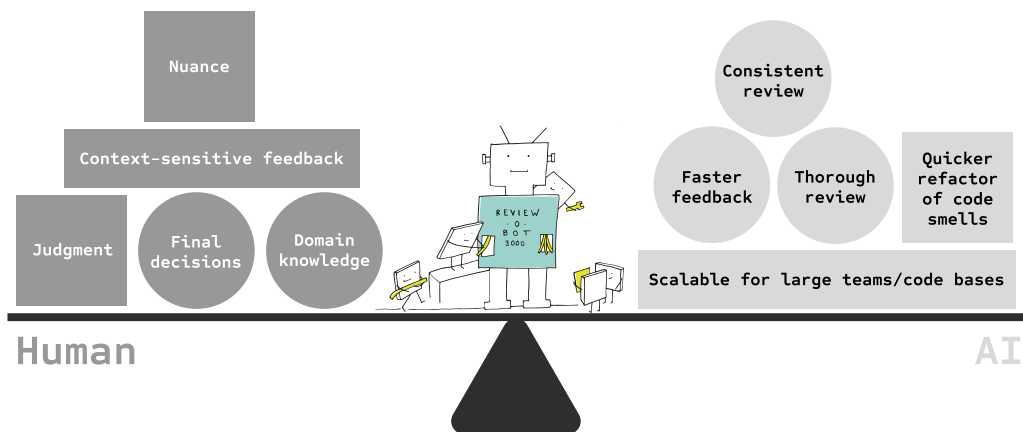 Nuance
Context-sensitive feedback
Judgment
Final
decisions
Domain
knowledge
REVIEW
-O-
BOT
3000
Consistent
review
Faster
feedback
Thorough
review
Quicker
refactor
of code
smells
Scalable for large teams/code bases
Human
AI